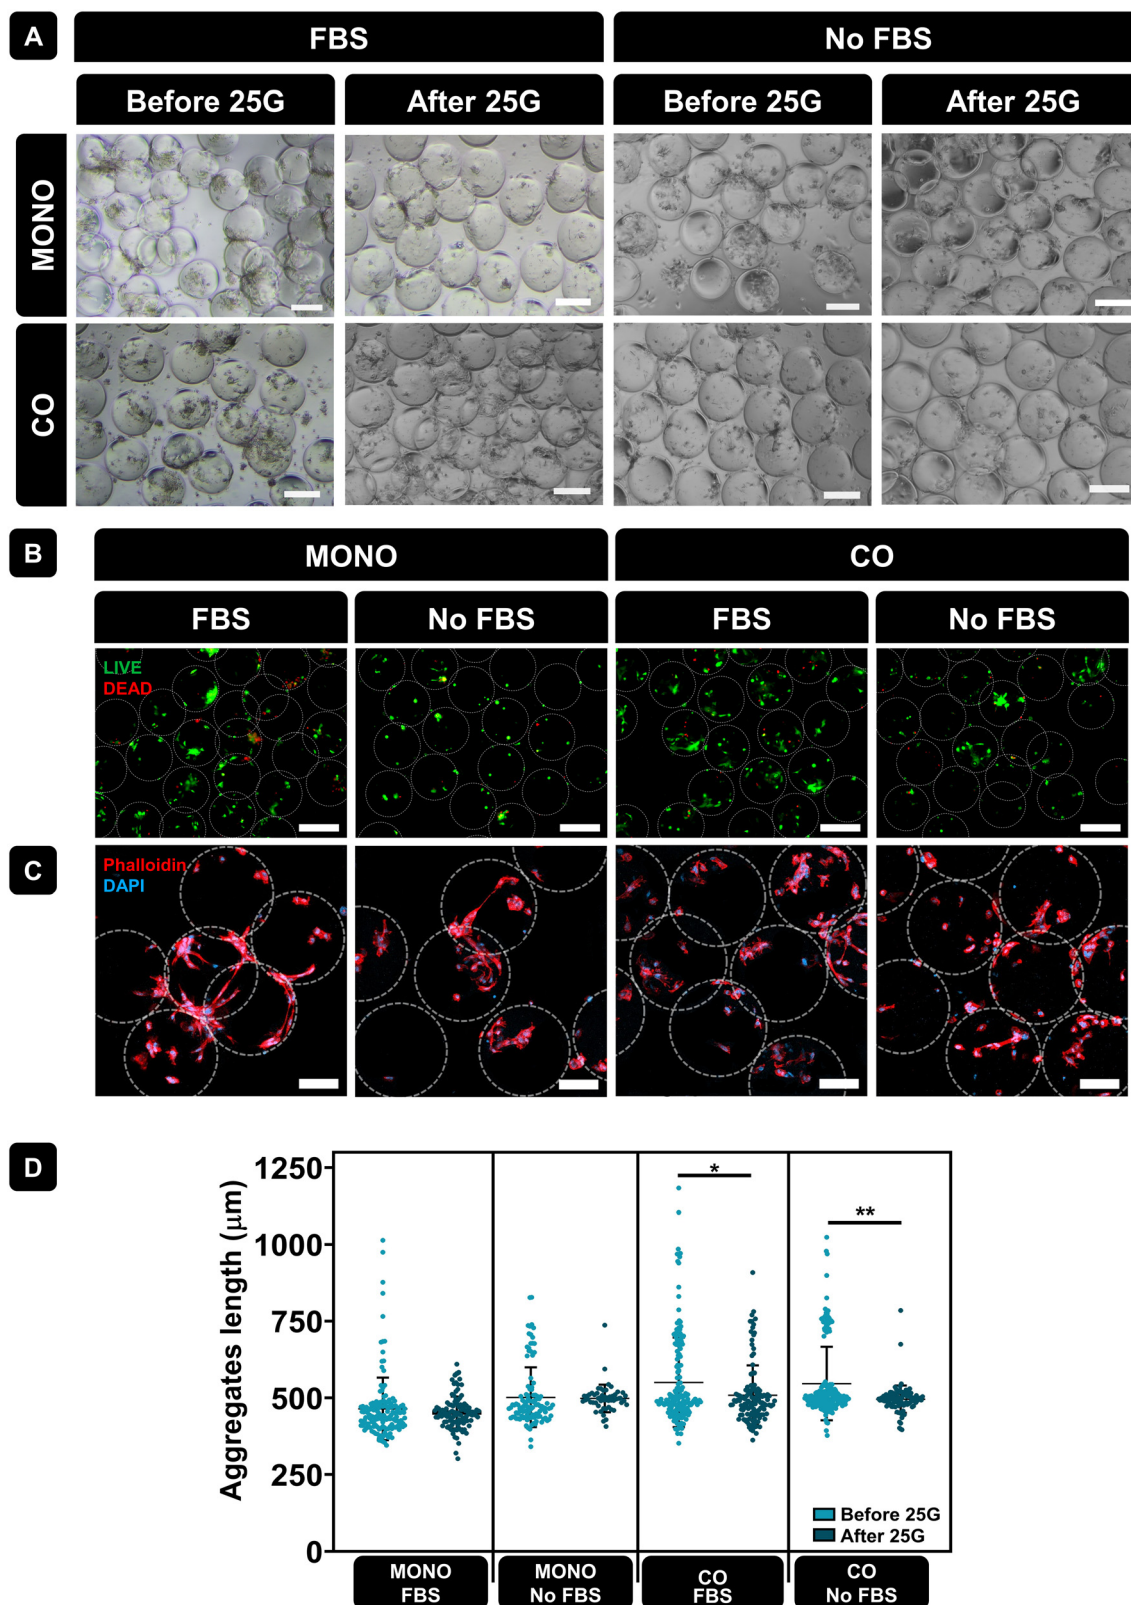 A
FBS
No FBS
Before 25G
After 25G
Before 25G
After 25G
MONO
CO
B
MONO
CO
FBS
No FBS
FBS
No FBS
LIVE
DEAD
C
Phalloidin
DAPI
D
Aggregates length (μm)
1250
1000
750
500
250
0
*
**
Before 25G
After 25G
MONO
FBS
MONO
No FBS
CO
FBS
CO
No FBS